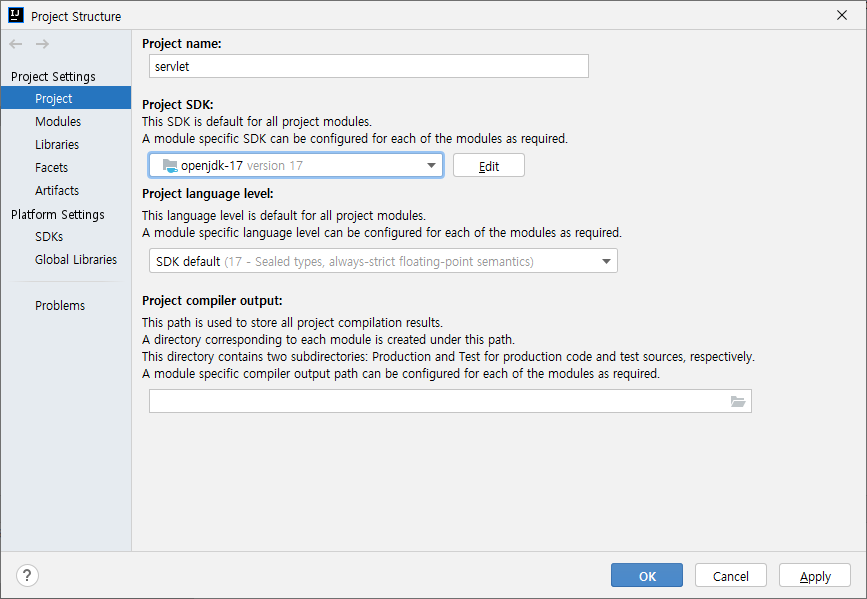 IJ
Project Structure
Project name:
servlet
Project Settings
Project
Modules
Libraries
Facets
Artifacts
Platform Settings
SDKs
Global Libraries
Problems
Project SDK:
This SDK is default for all project modules.
A module specific SDK can be configured for each of the modules as required.
openjdk-17 version 17
Edit
Project language level:
This language level is default for all project modules.
A module specific language level can be configured for each of the modules as required.
SDK default (17 - Sealed types, always-strict floating-point semantics)
Project compiler output:
This path is used to store all project compilation results.
A directory corresponding to each module is created under this path.
This directory contains two subdirectories: Production and Test for production code and test sources, respectively.
A module specific compiler output path can be configured for each of the modules as required.
?
OK
Cancel
Apply